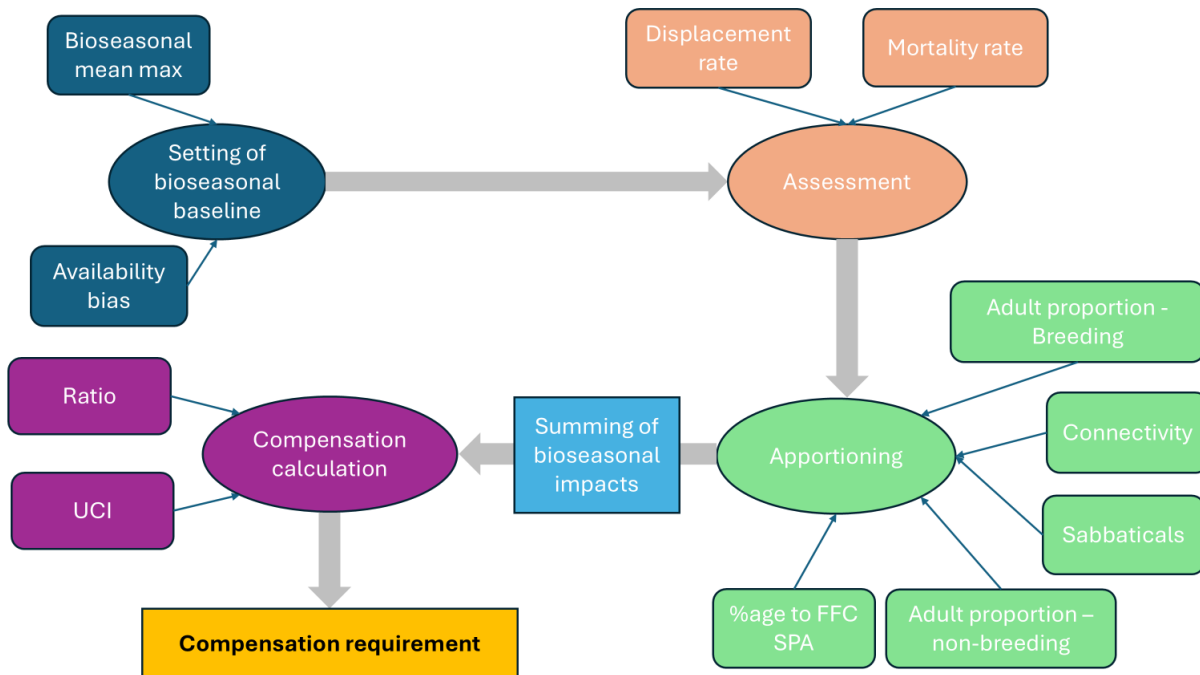 Bioseasonal
mean max
Displacement
rate
Mortality rate
Setting of
bioseasonal
baseline
Assessment
Availability
bias
Adult proportion -
Breeding
Ratio
Compensation
calculation
Summing of
bioseasonal
impacts
Apportioning
Connectivity
UCI
Sabbaticals
%age to FFC
SPA
Adult proportion –
non-breeding
Compensation requirement